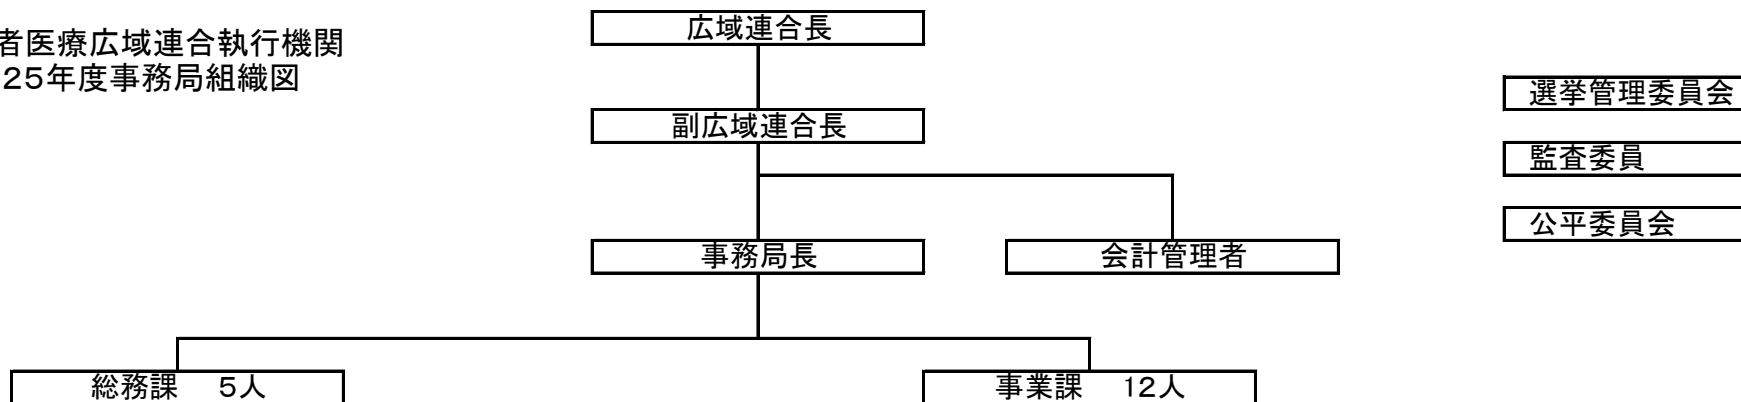 者医療広域連合執行機関
25年度事務局組織図
広域連合長
副広域連合長
選挙管理委員会
監査委員
公平委員会
事務局長
会計管理者
総務課 5人
事業課 12人